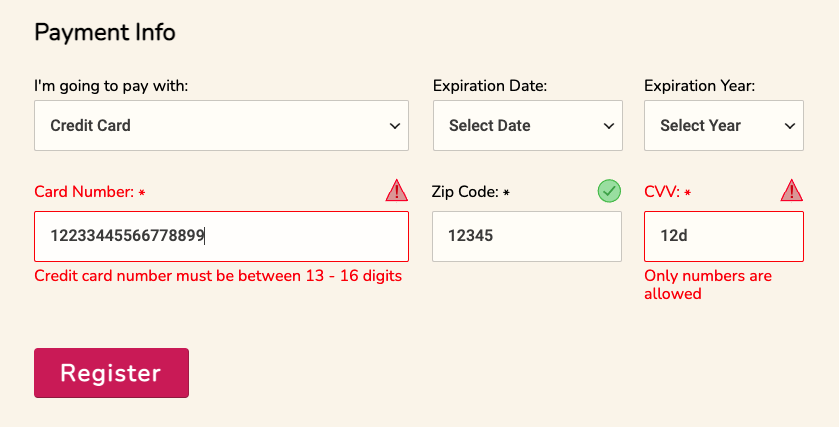 Payment Info
I'm going to pay with: Expiration Date: Expiration Year:
Credit Card Select Date Select Year
Card Number: * Zip Code: * CVV: *
12233445566778899 12345 12d
Credit card number must be between 13 - 16 digits Only numbers are
allowed
Register